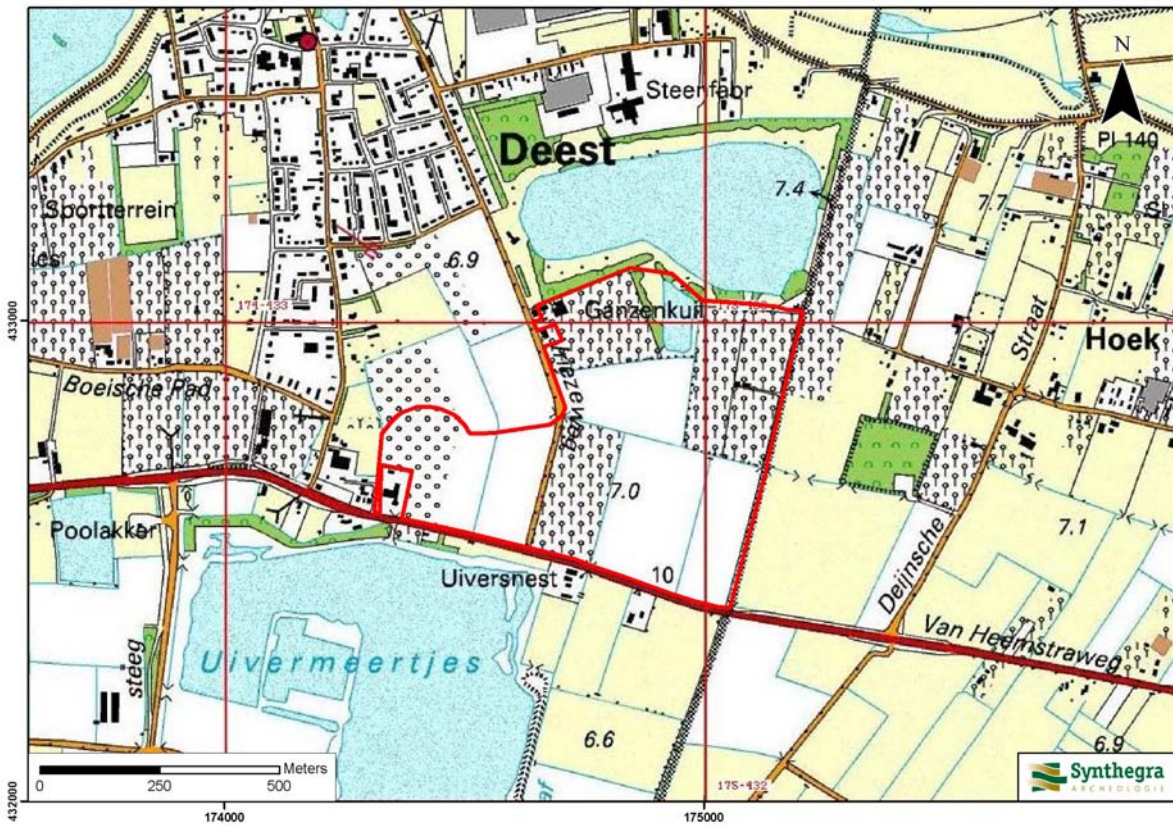 N
Pl 140
Steenfabr
Deest
7.4
7.7
Sportterrein
6.9
174-433
433000
Ganzenkuil
Straat
Hoek
Boeische Pad
7.0
7.1
Poolakker
Uiversnest
10
Deijnsche
Van Heemstraweg
steeg
Uivermeertjes
6.6
6.9
0 250 500 Meters
175-432
Synthegra
ARCHEOLOGIE
432000
174000
175000